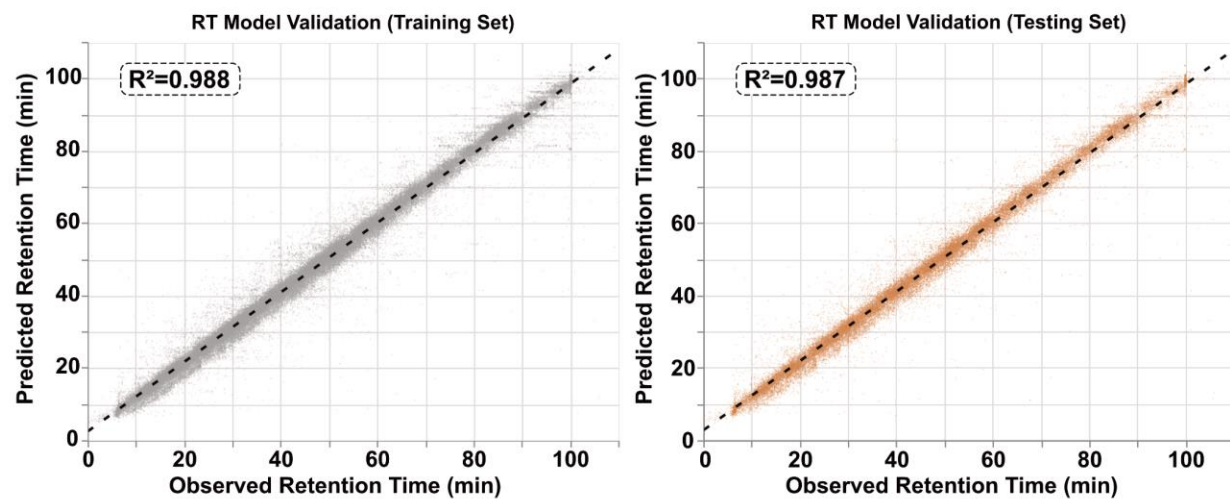 RT Model Validation (Training Set)
R²=0.988
Predicted Retention Time (min)
100
80
60
40
20
0
0 20 40 60 80 100
Observed Retention Time (min)
RT Model Validation (Testing Set)
R²=0.987
Predicted Retention Time (min)
100
80
60
40
20
0
0 20 40 60 80 100
Observed Retention Time (min)